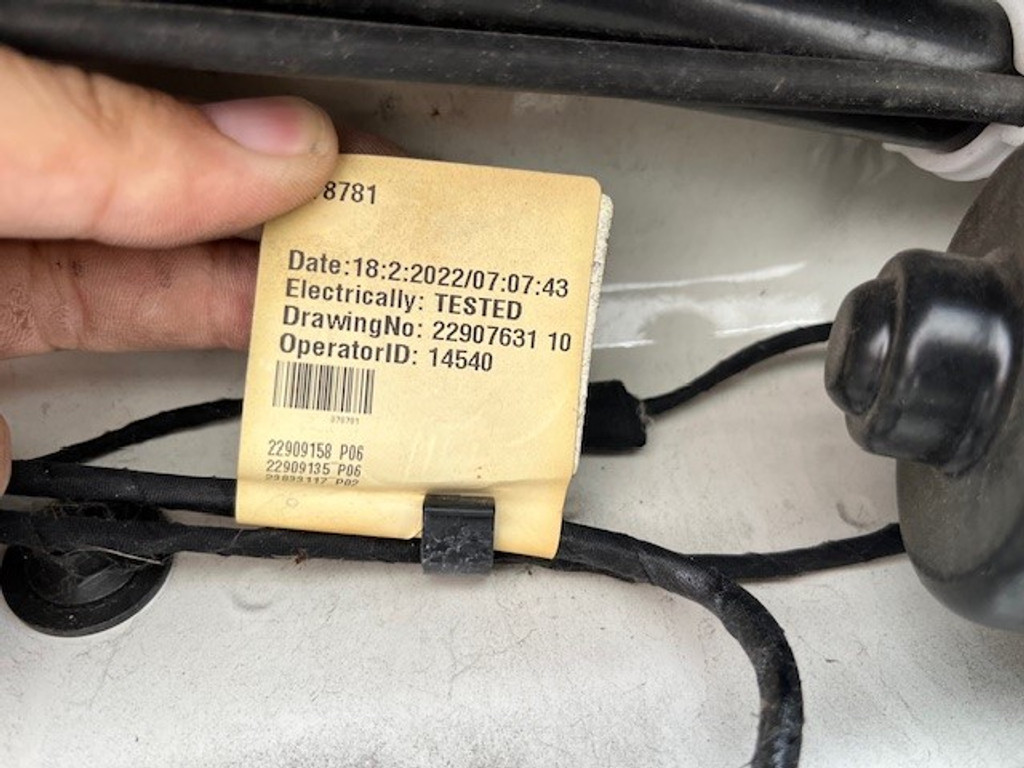 8781
Date:18:2:2022/07:07:43
Electrically: TESTED
DrawingNo: 22907631 10
OperatorID: 14540
22909158 P06
22909135 P06